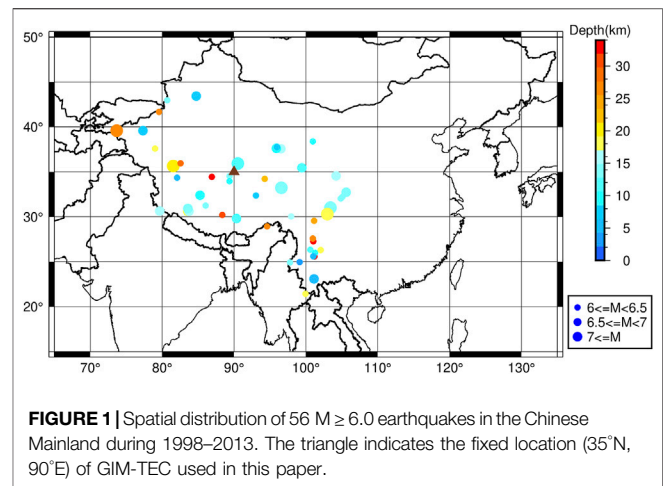 Depth(km)
50°
40°
30°
20°
70°
80°
90°
100°
110°
120°
130°
30
25
20
15
10
5
0
6<=M<6.5
6.5<=M<7
7<=M
FIGURE 1 | Spatial distribution of 56 M ≥ 6.0 earthquakes in the Chinese
Mainland during 1998–2013. The triangle indicates the fixed location (35°N,
90°E) of GIM-TEC used in this paper.